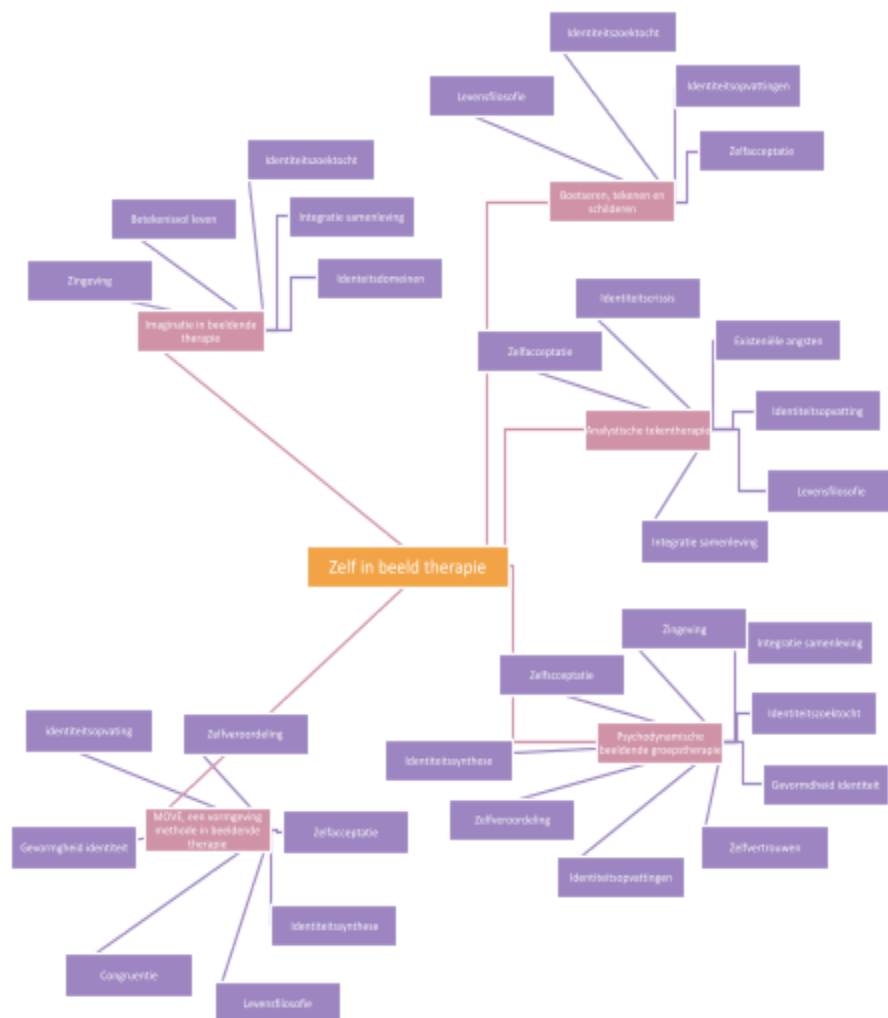 Identiteitszoektocht
Levensfilosofie
Identiteitsopvattingen
Zelfacceptatie
Boetseren, tekenen en
schilderen
Identiteitszoektocht
Betekenisvol leven
Integratie samenleving
Zingeving
Identeitsdomeinen
Imaginatie in beeldende
therapie
Identiteitscrisis
Zelfacceptatie
Existeniële angsten
Identiteitsopvatting
Analystische tekentherapie
Levensfilosofie
Integratie samenleving
Zelf in beeld therapie
Zingeving
Integratie samenleving
Zelfacceptatie
Identiteitszoektocht
Psychodynamische
beeldende groepstherapie
Identiteitssynthese
Gevormdheid identiteit
Zelfveroordeling
Zelfvertrouwen
Identiteitsopvattingen
identiteitsopvating
Zelfveroordeling
MOVE, een vormgeving
methode in beeldende
therapie
Zelfacceptatie
Gevormgheid identiteit
Identiteitssynthese
Congruentie
Levensfilosofie